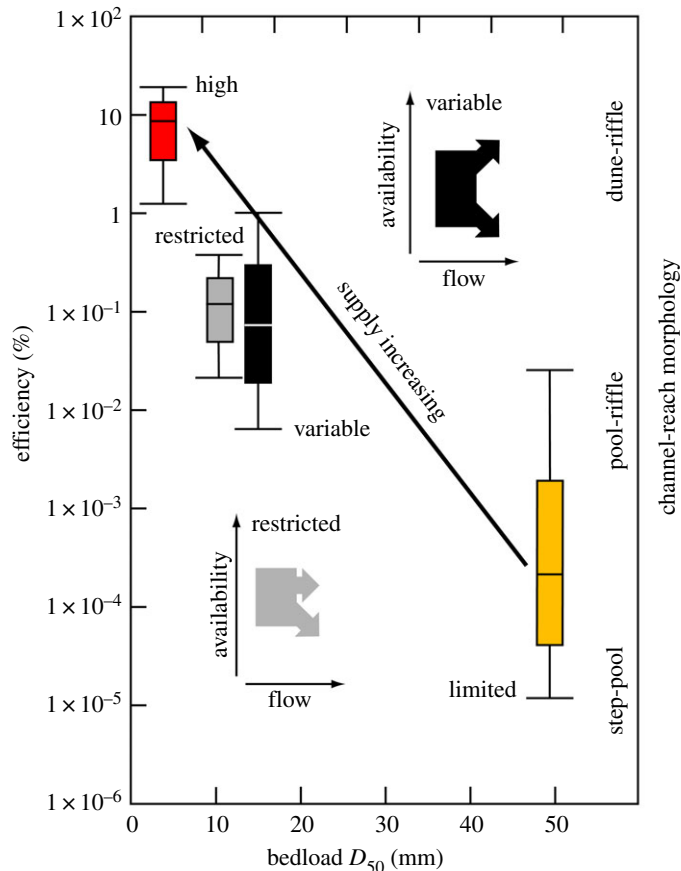 1 × 10²
10
1
1 × 10⁻¹
1 × 10⁻²
1 × 10⁻³
1 × 10⁻⁴
1 × 10⁻⁵
1 × 10⁻⁶
efficiency (%)
high
restricted
variable
supply increasing
availability
variable
flow
availability
restricted
flow
limited
dune-riffle
pool-riffle
step-pool
channel-reach morphology
0 10 20 30 40 50
bedload D₅₀ (mm)